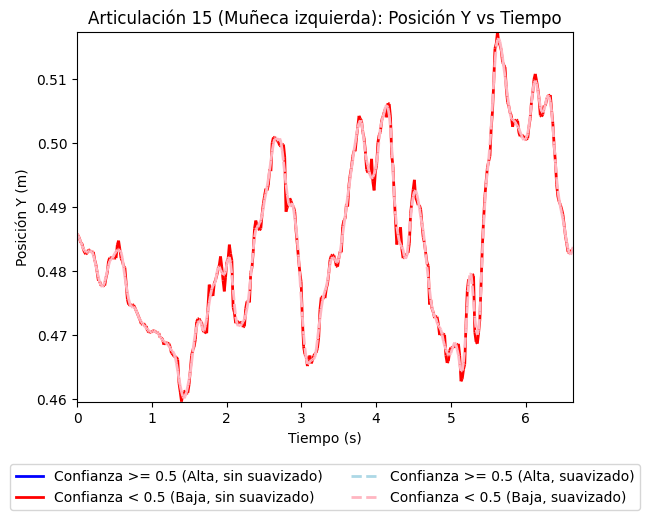 Articulación 15 (Muñeca izquierda): Posición Y vs Tiempo
0.51
0.50
0.49
0.48
0.47
0.46
Posición Y (m)
0 1 2 3 4 5 6
Tiempo (s)
Confianza >= 0.5 (Alta, sin suavizado) Confianza >= 0.5 (Alta, suavizado)
Confianza < 0.5 (Baja, sin suavizado) Confianza < 0.5 (Baja, suavizado)